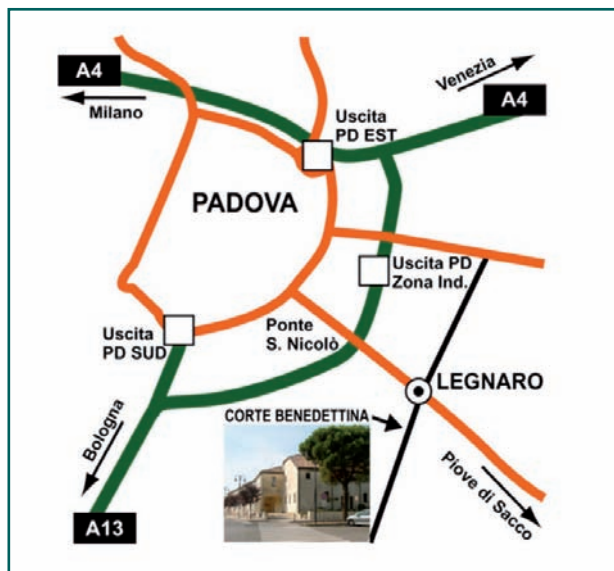 A4
Milano
Venezia
A4
Uscita
PD EST
PADOVA
Uscita PD
Zona Ind.
Uscita
PD SUD
Ponte
S. Nicolò
LEGNARO
CORTE BENEDETTINA
Bologna
Piove di Sacco
A13